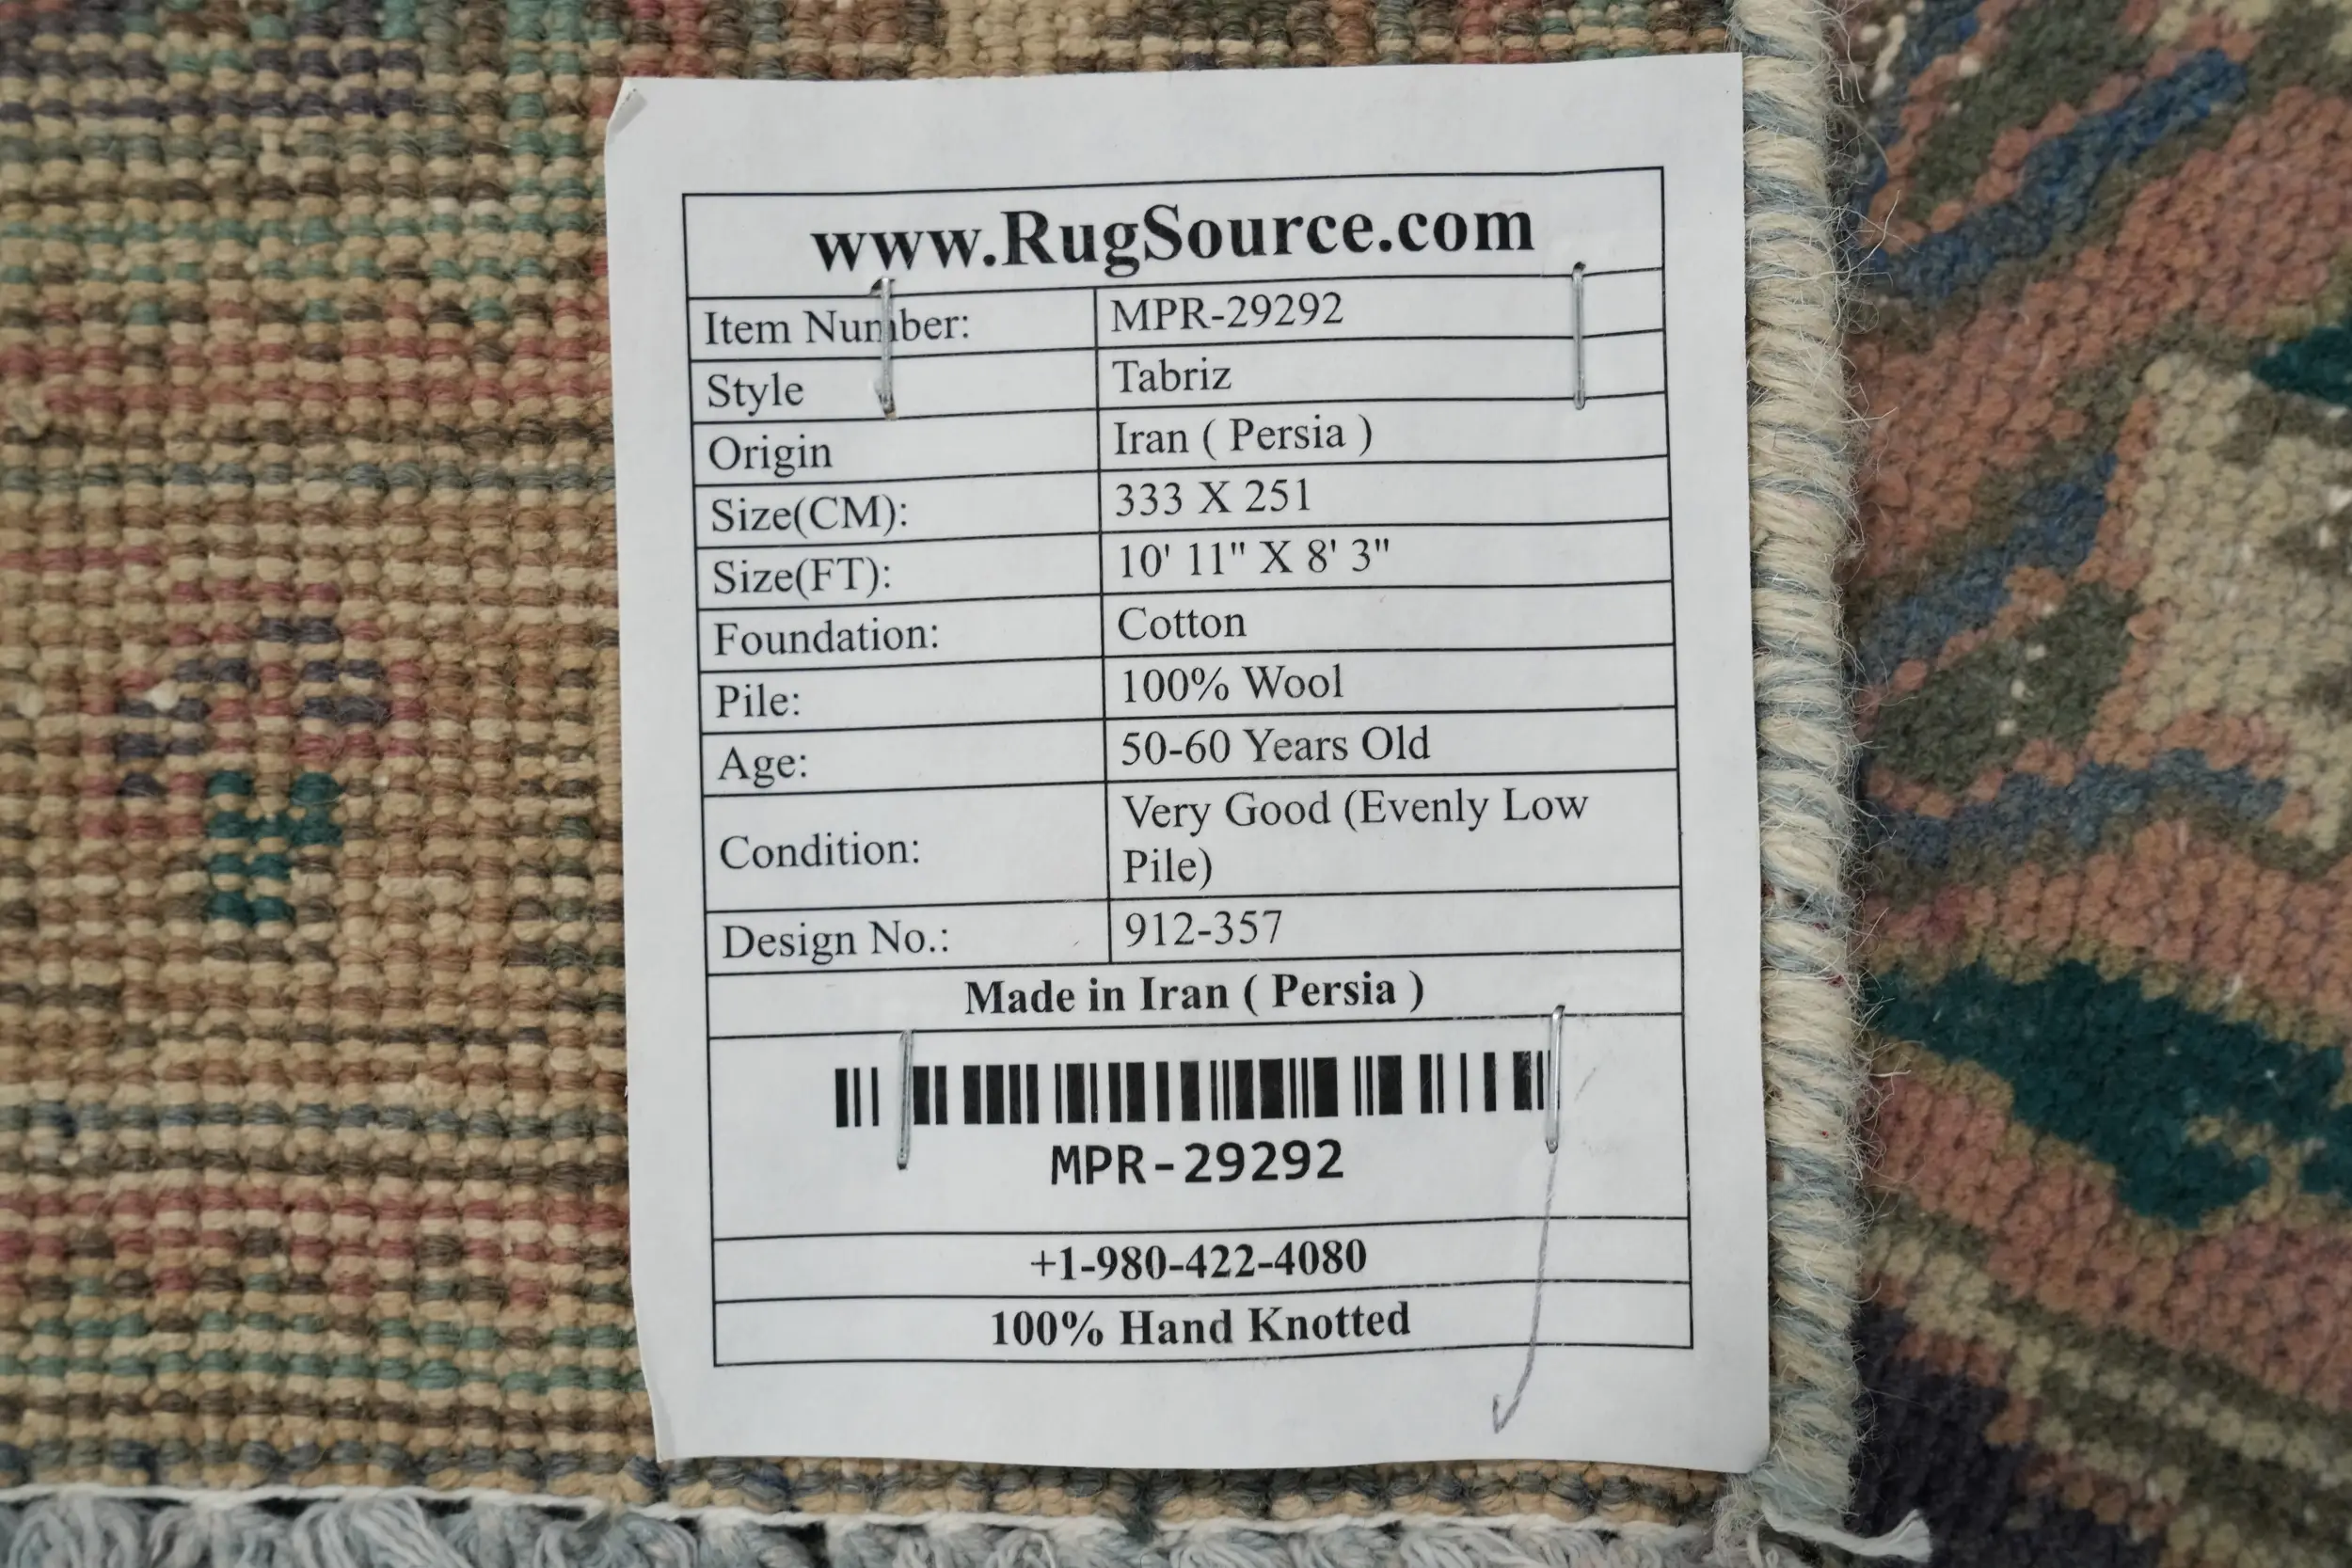 www.RugSource.com
Item Number: MPR-29292
Style Tabriz
Origin Iran ( Persia )
Size(CM): 333 X 251
Size(FT): 10' 11" X 8' 3"
Foundation: Cotton
Pile: 100% Wool
Age: 50-60 Years Old
Condition: Very Good (Evenly Low
Pile)
Design No.: 912-357
Made in Iran ( Persia )
MPR-29292
+1-980-422-4080
100% Hand Knotted